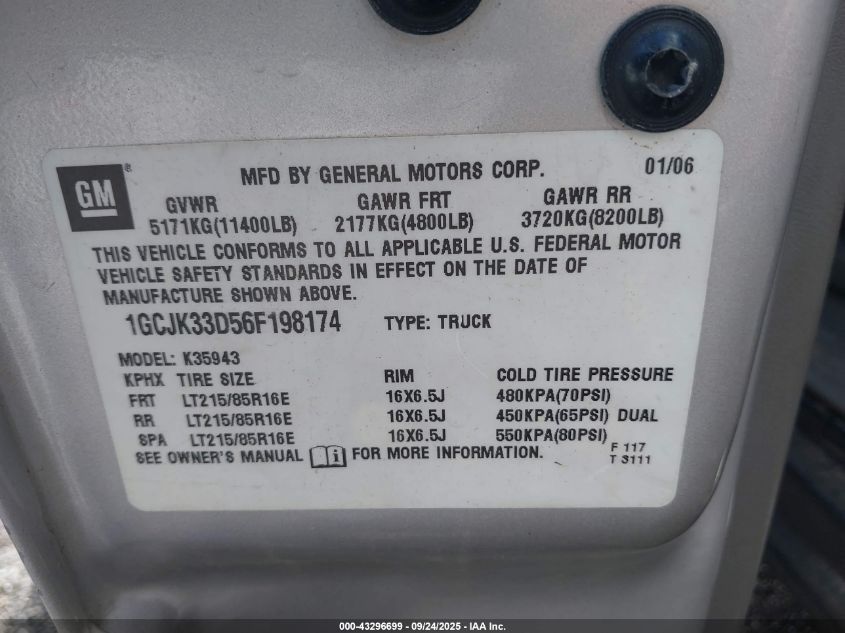 GM ® MFD BY GENERAL MOTORS CORP. 01/06
GVWR GAWR FRT GAWR RR
5171KG(11400LB) 2177KG(4800LB) 3720KG(8200LB)
THIS VEHICLE CONFORMS TO ALL APPLICABLE U.S. FEDERAL MOTOR
VEHICLE SAFETY STANDARDS IN EFFECT ON THE DATE OF
MANUFACTURE SHOWN ABOVE.
1GCJK33D56F198174 TYPE: TRUCK
MODEL: K35943
KPHX TIRE SIZE RIM COLD TIRE PRESSURE
FRT LT215/85R16E 16X6.5J 480KPA(70PSI)
RR LT215/85R16E 16X6.5J 450KPA(65PSI) DUAL
SPA LT215/85R16E 16X6.5J 550KPA(80PSI)
SEE OWNER'S MANUAL i FOR MORE INFORMATION. F 117
T 3111
000-43296699 - 09/24/2025 - IAA Inc.